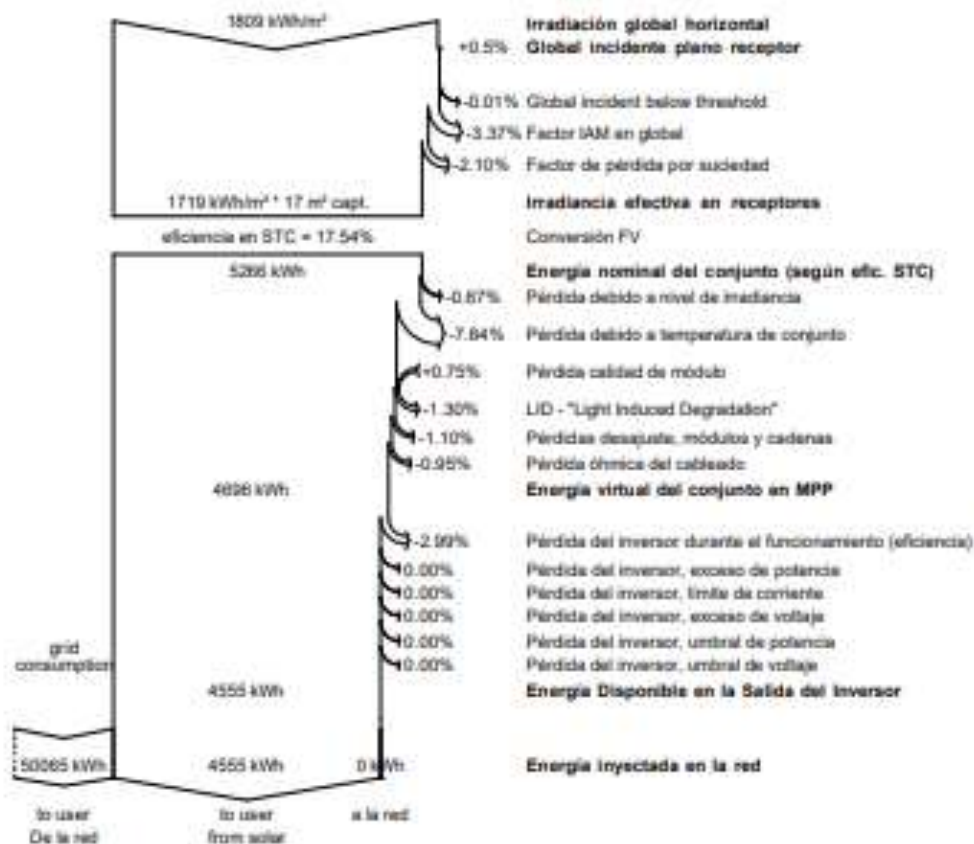 1809 kWh/m² Irradiación global horizontal
+0.5% Global incidente plano receptor
-0.01% Global incident below threshold
-3.37% Factor IAM en global
-2.10% Factor de pérdida por suciedad
1719 kWh/m² * 17 m² capt. Irradiancia efectiva en receptores
eficiencia en STC = 17.54% Conversión FV
5266 kWh Energía nominal del conjunto (según efic. STC)
-0.67% Pérdida debido a nivel de irradiancia
-7.84% Pérdida debido a temperatura de conjunto
+0.75% Pérdida calidad de módulo
-1.30% LID - "Light Induced Degradation"
-1.10% Pérdidas desajuste, módulos y cadenas
-0.95% Pérdida óhmica del cableado
4696 kWh Energía virtual del conjunto en MPP
-2.99% Pérdida del inversor durante el funcionamiento (eficiencia)
0.00% Pérdida del inversor, exceso de potencia
0.00% Pérdida del inversor, límite de corriente
0.00% Pérdida del inversor, exceso de voltaje
0.00% Pérdida del inversor, umbral de potencia
0.00% Pérdida del inversor, umbral de voltaje
grid
consumption
4555 kWh Energía Disponible en la Salida del Inversor
50065 kWh 4555 kWh 0 kWh Energía inyectada en la red
to user to user a la red
De la red from solar